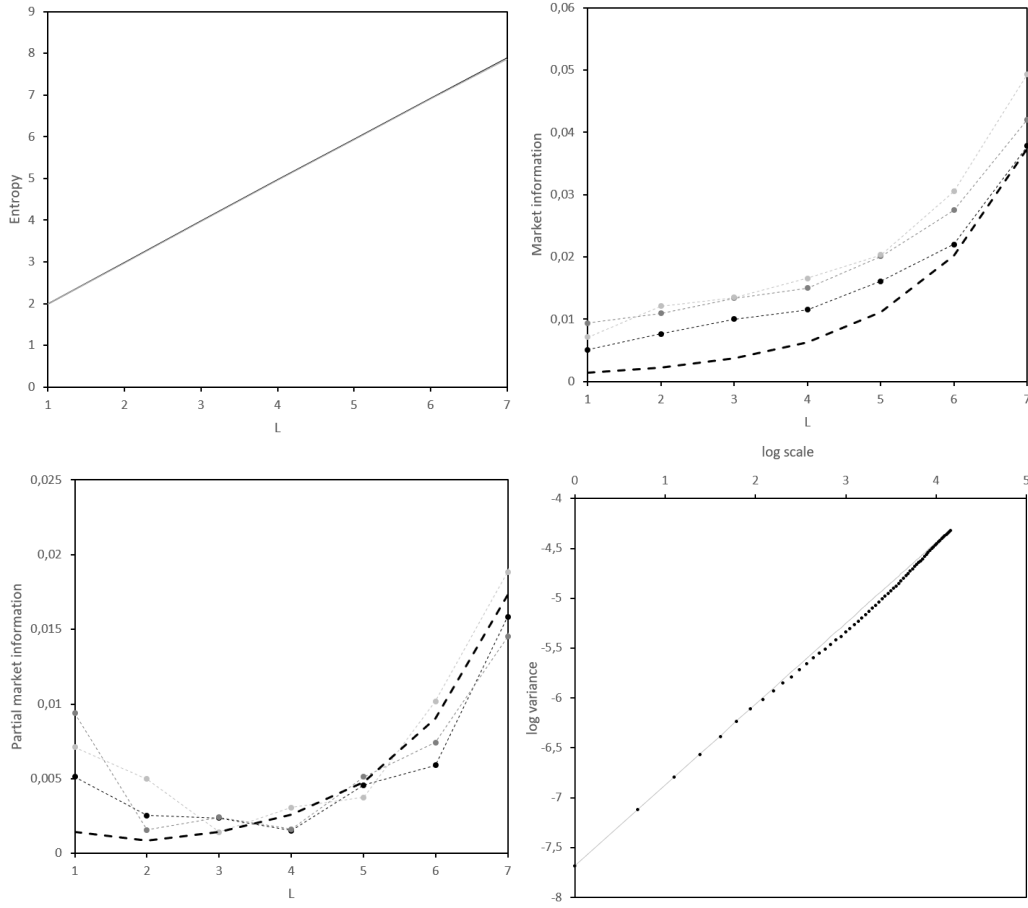 9
8
7
6
5
4
3
2
1
0
Entropy
1 2 3 4 5 6 7
L
0,06
0,05
0,04
0,03
0,02
0,01
0
Market information
1 2 3 4 5 6 7
L
0,025
0,02
0,015
0,01
0,005
0
Partial market information
1 2 3 4 5 6 7
L
log scale
0 1 2 3 4 5
-4
-4,5
-5
-5,5
-6
-6,5
-7
-7,5
-8
log variance